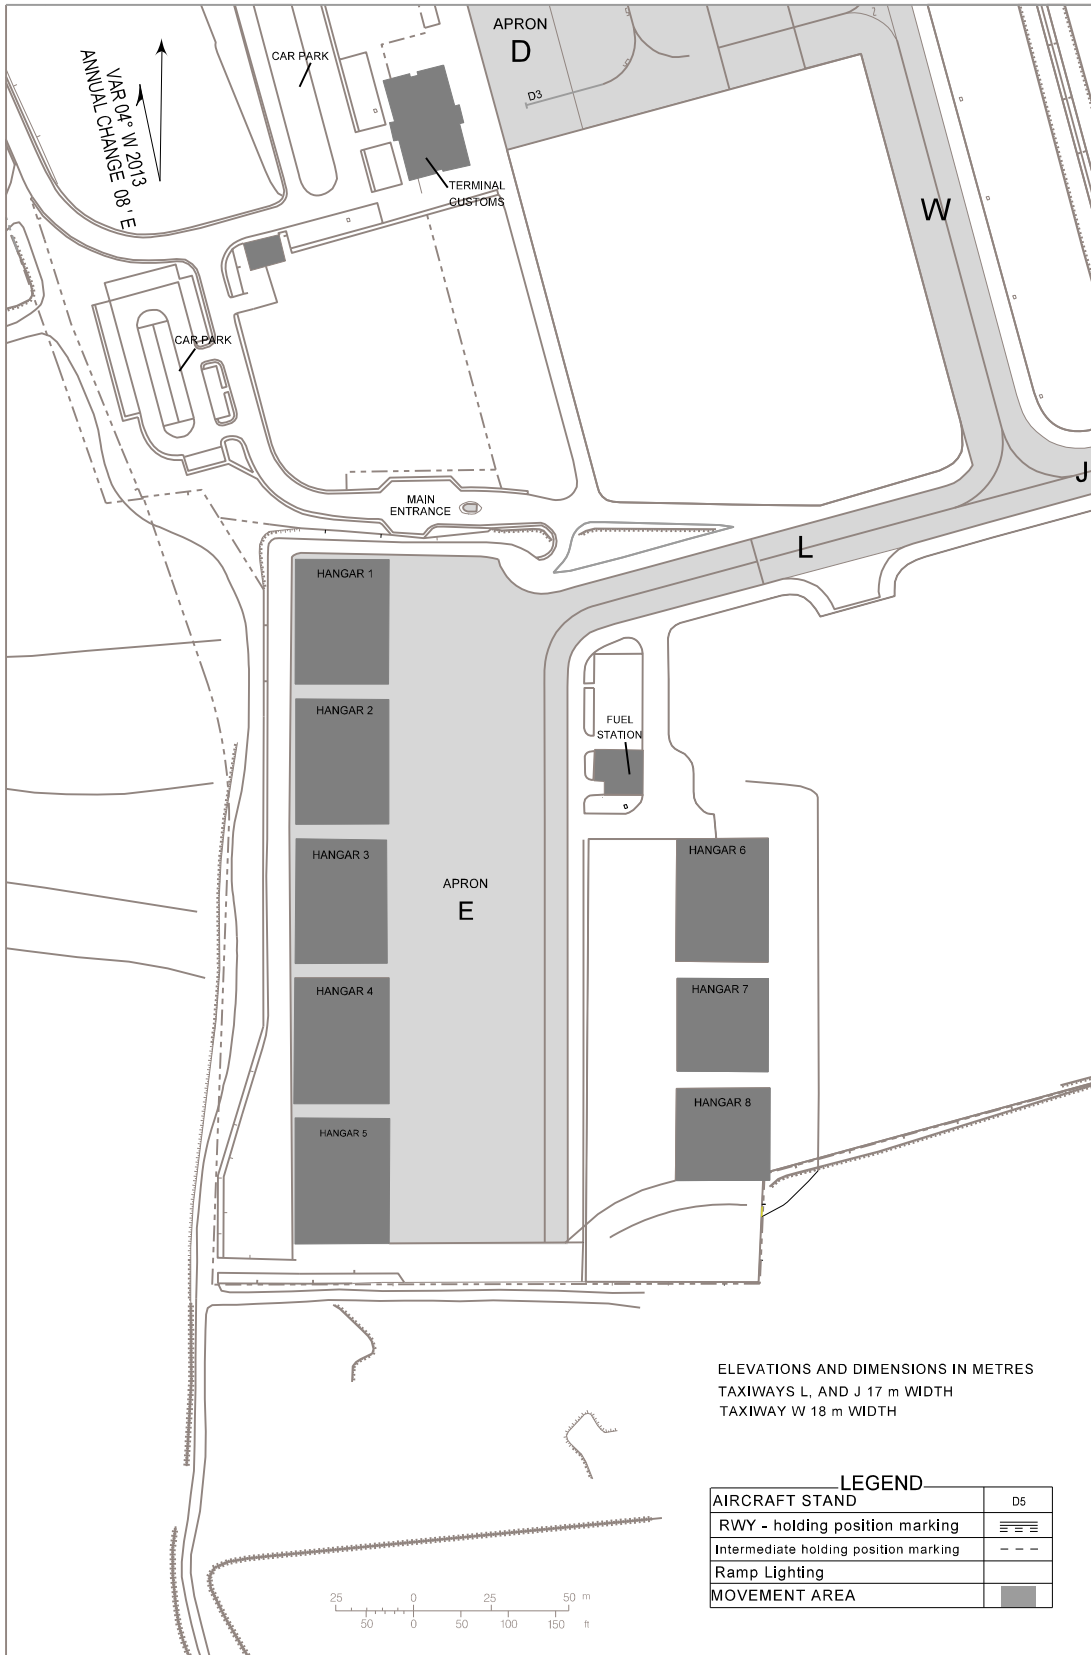 APRON
D
D3
CAR PARK
VAR 04° W 2013
ANNUAL CHANGE 08' E
TERMINAL
CUSTOMS
W
CAR PARK
J
MAIN
ENTRANCE
L
HANGAR 1
HANGAR 2
FUEL
STATION
HANGAR 3
HANGAR 6
APRON
E
HANGAR 4
HANGAR 7
HANGAR 5
HANGAR 8
ELEVATIONS AND DIMENSIONS IN METRES
TAXIWAYS L, AND J 17 m WIDTH
TAXIWAY W 18 m WIDTH
LEGEND
AIRCRAFT STAND D5
RWY - holding position marking
Intermediate holding position marking
Ramp Lighting
MOVEMENT AREA
25 0 25 50 m
50 0 50 100 150 ft